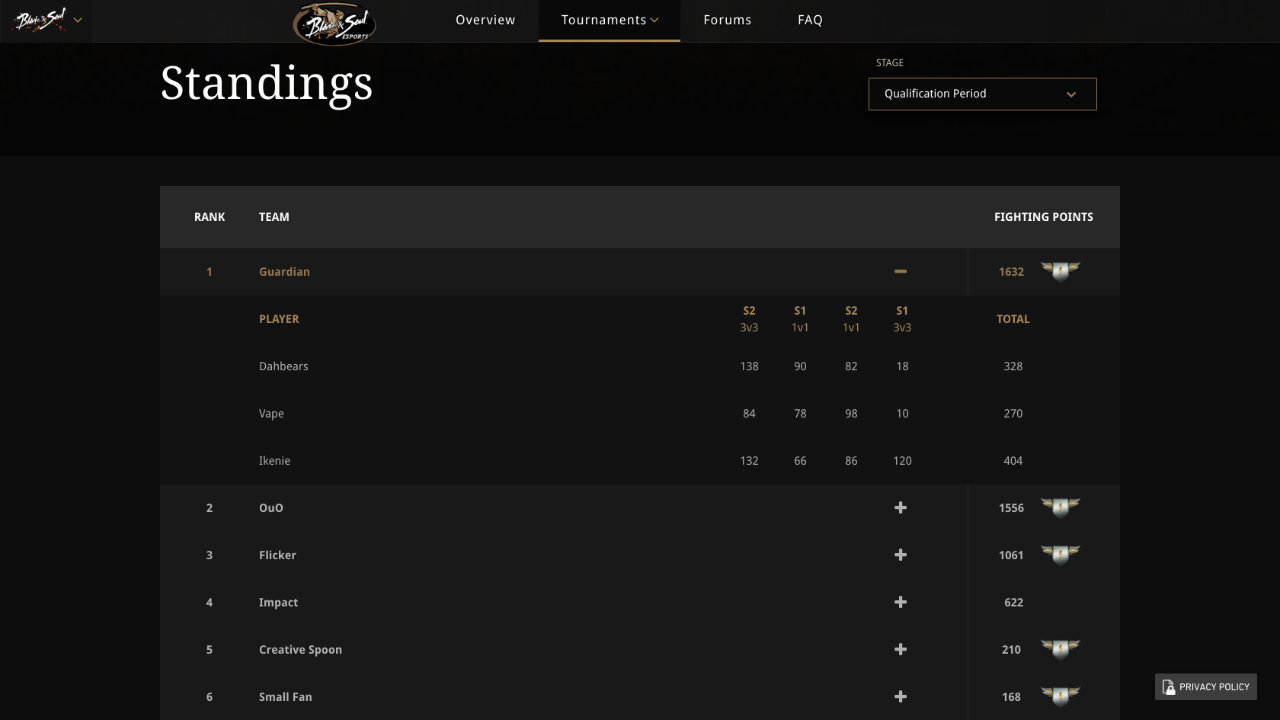 Blade & Soul
Blade & Soul
ESPORTS
Overview
Tournaments
Forums
FAQ
Standings
STAGE
Qualification Period
RANK TEAM FIGHTING POINTS
1 Guardian 1632
PLAYER S2 S1 S2 S1 TOTAL
3v3 1v1 1v1 3v3
Dahbears 138 90 82 18 328
Vape 84 78 98 10 270
Ikenie 132 66 86 120 404
2 OuO 1556
3 Flicker 1061
4 Impact 622
5 Creative Spoon 210
6 Small Fan 168
PRIVACY POLICY